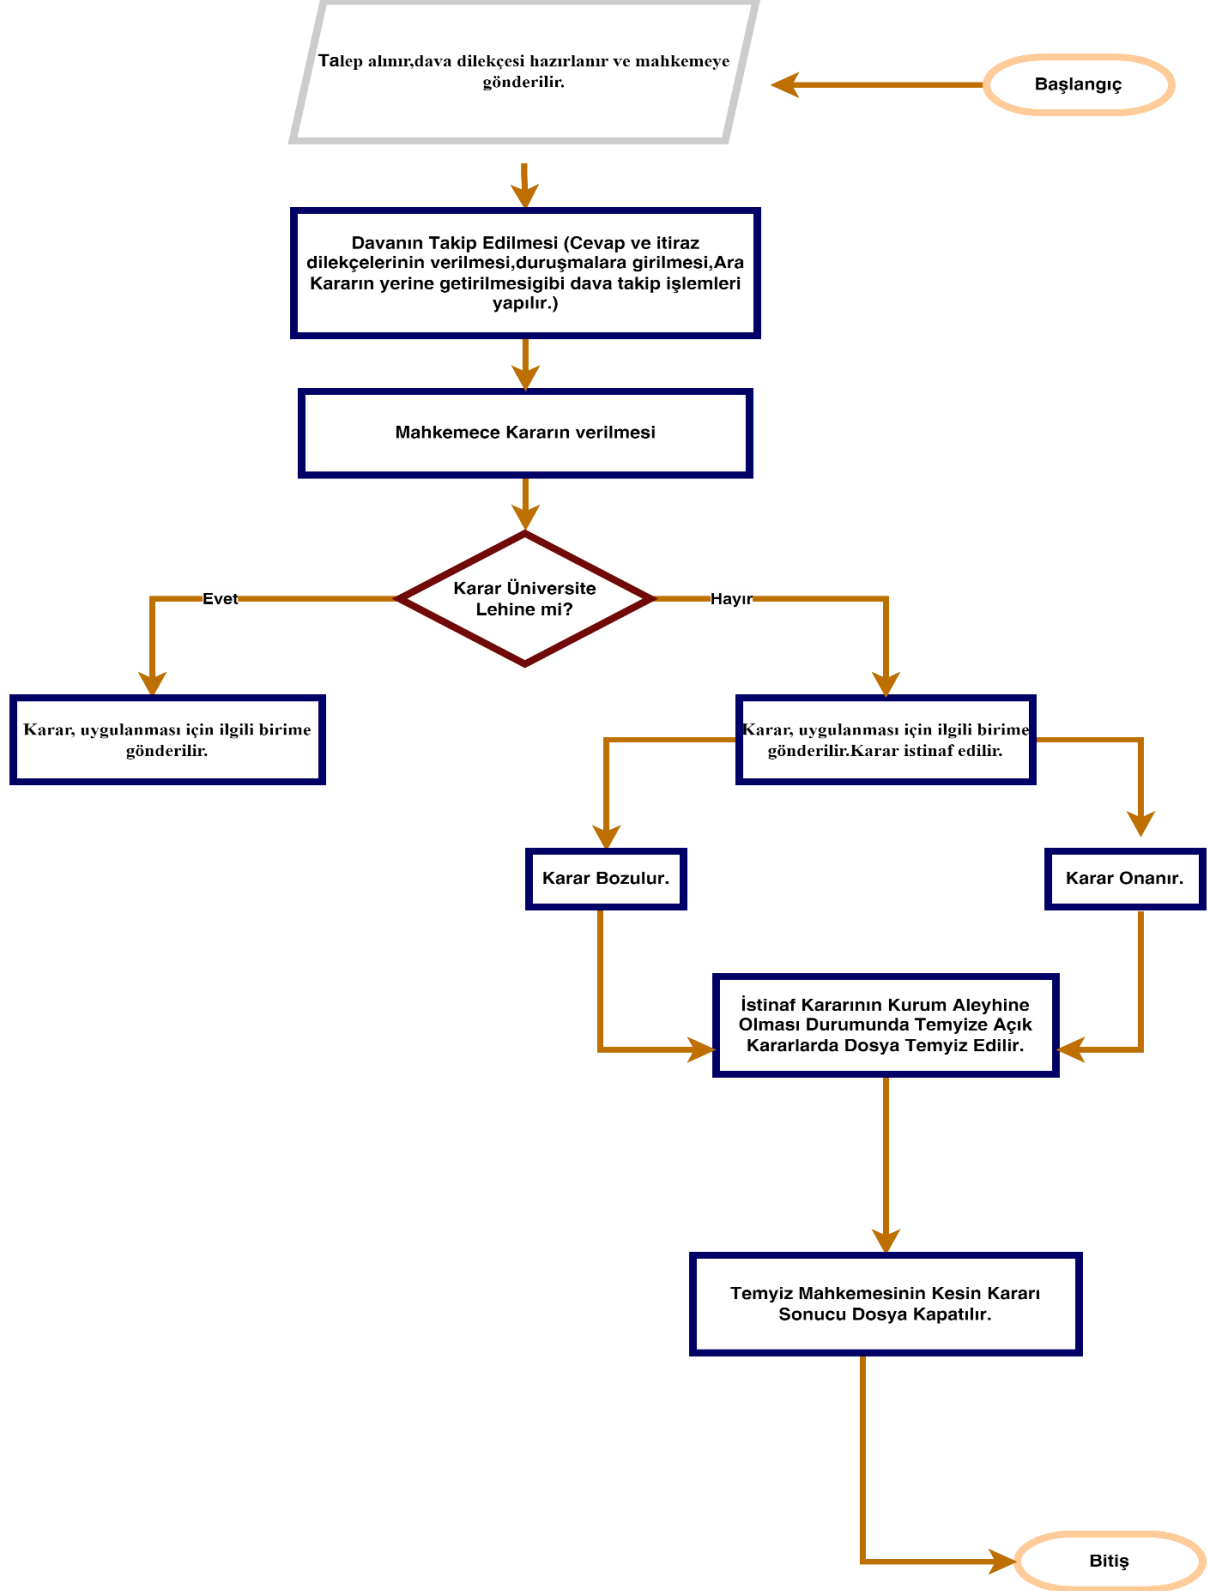 Talep alınır,dava dilekçesi hazırlanır ve mahkemeye
gönderilir.
Başlangıç
Davanın Takip Edilmesi (Cevap ve itiraz
dilekçelerinin verilmesi,duruşmalara girilmesi,Ara
Kararın yerine getirilmesigibi dava takip işlemleri
yapılır.)
Mahkemece Kararın verilmesi
Karar Üniversite
Lehine mi?
Evet
Hayır
Karar, uygulanması için ilgili birime
gönderilir.
Karar, uygulanması için ilgili birime
gönderilir.Karar istinaf edilir.
Karar Bozulur.
Karar Onanır.
İstinaf Kararının Kurum Aleyhine
Olması Durumunda Temyize Açık
Kararlarda Dosya Temyiz Edilir.
Temyiz Mahkemesinin Kesin Kararı
Sonucu Dosya Kapatılır.
Bitiş